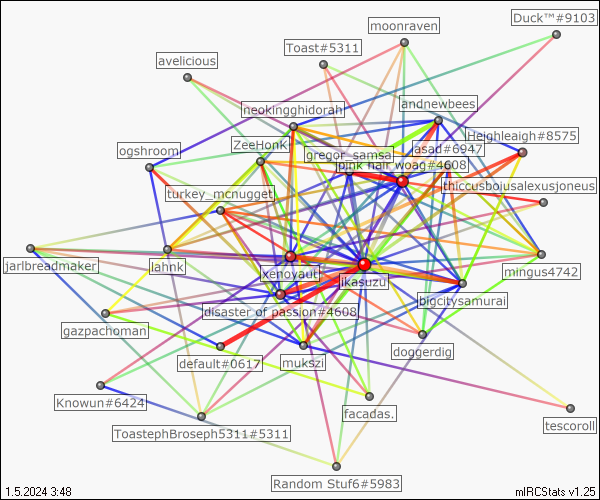 Duck™#9103
moonraven
Toast#5311
avelicious
andnewbees
neokingghidorah
Heighleaigh#8575
ZeeHonk
asad#6947
ogshroom
gregor_samsa
pink hair woag#4608
thiccusbojusalexusjoneus
turkey_mcnugget
jarlbreadmaker
lahnk
xenoyaut
mingus4742
ikasuzu
bigcitysamurai
disaster of passion#4608
gazpachoman
doggerdig
default#0617
mukszi
Knowun#6424
facadas.
tescoroll
ToastephBroseph5311#5311
Random Stuf6#5983
1.5.2024 3:48
mIRCStats v1.25